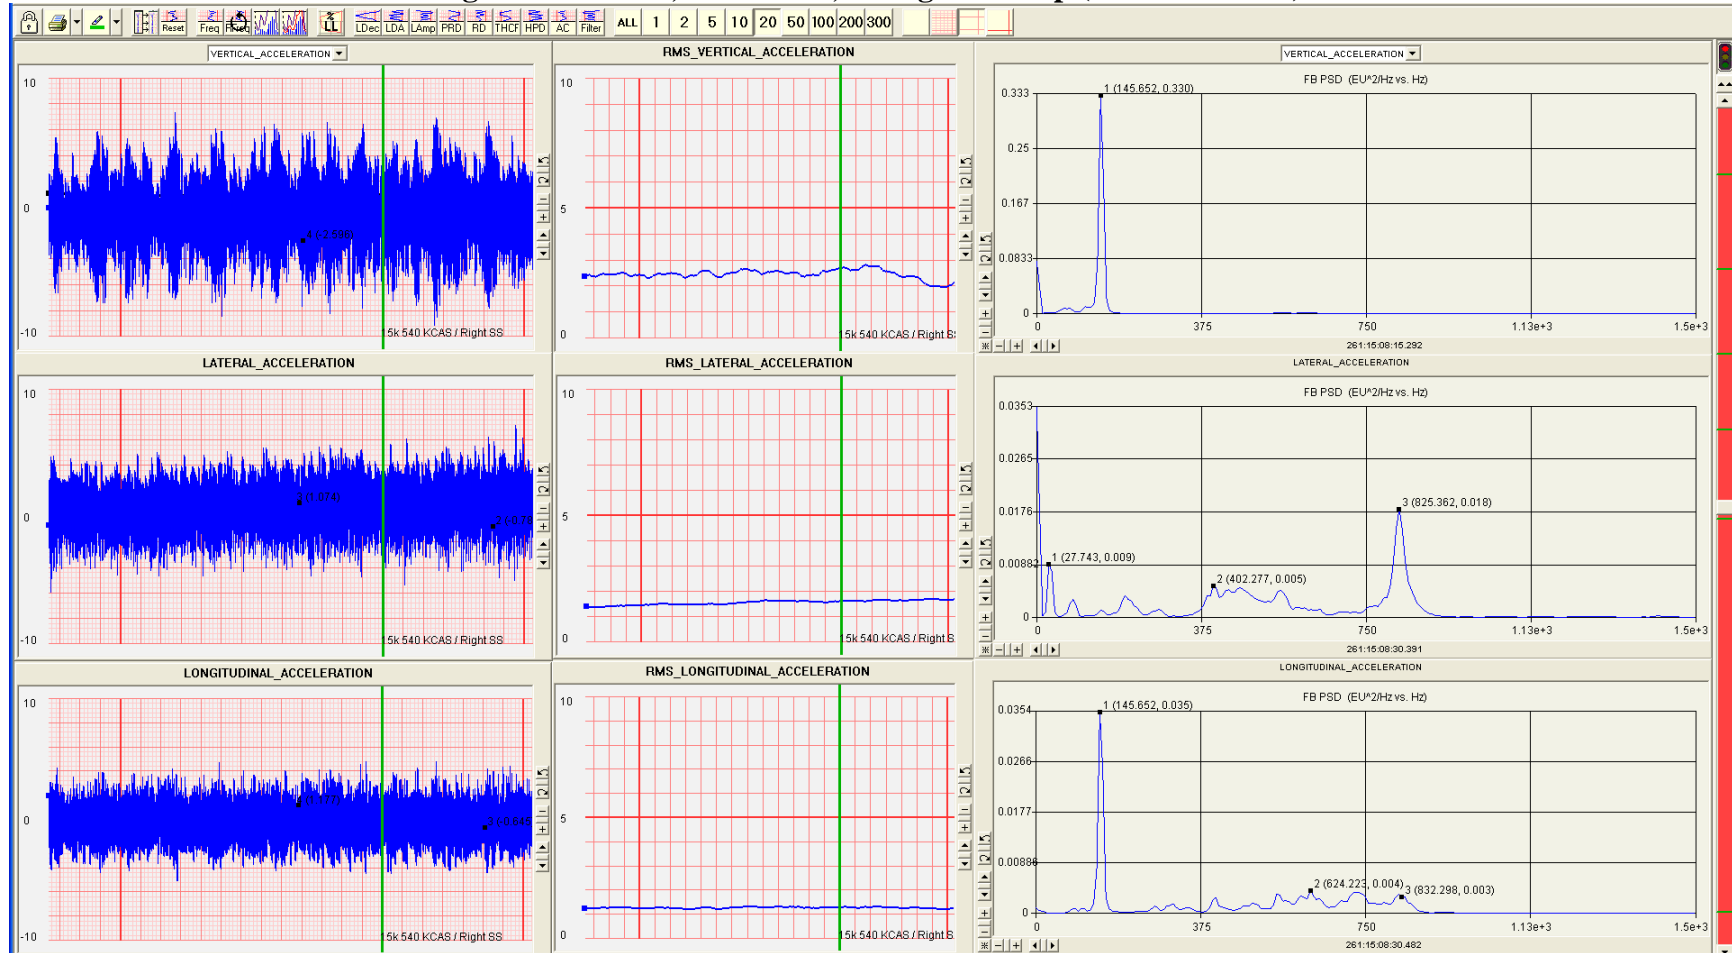 Reset Freq LL LDec LDA LAmp PRD RD THCF HPD AC Filter ALL 1 2 5 10 20 50 100 200 300
VERTICAL_ACCELERATION
10
0
-10
4 (-2.595)
15k 540 KCAS / Right SS
RMS_VERTICAL_ACCELERATION
10
5
0
15k 540 KCAS / Right S
VERTICAL_ACCELERATION
FB PSD (EU^2/Hz vs. Hz)
0.333
0.25
0.167
0.0833
0
1 (145.652, 0.330)
0 375 750 1.13e+3 1.5e+3
261:15:08:15.292
LATERAL_ACCELERATION
10
0
-10
15k 540 KCAS / Right SS
RMS_LATERAL_ACCELERATION
10
5
0
15k 540 KCAS / Right S
LATERAL_ACCELERATION
FB PSD (EU^2/Hz vs. Hz)
0.0353
0.0265
0.0176
0.00882
0
1 (27.743, 0.009)
2 (402.277, 0.005)
3 (825.362, 0.018)
0 375 750 1.13e+3 1.5e+3
261:15:08:30.391
LONGITUDINAL_ACCELERATION
10
0
-10
15k 540 KCAS / Right SS
RMS_LONGITUDINAL_ACCELERATION
10
5
0
15k 540 KCAS / Right S
LONGITUDINAL_ACCELERATION
FB PSD (EU^2/Hz vs. Hz)
0.0354
0.0266
0.0177
0.00886
0
1 (145.652, 0.035)
2 (624.223, 0.004)
3 (832.298, 0.003)
0 375 750 1.13e+3 1.5e+3
261:15:08:30.482